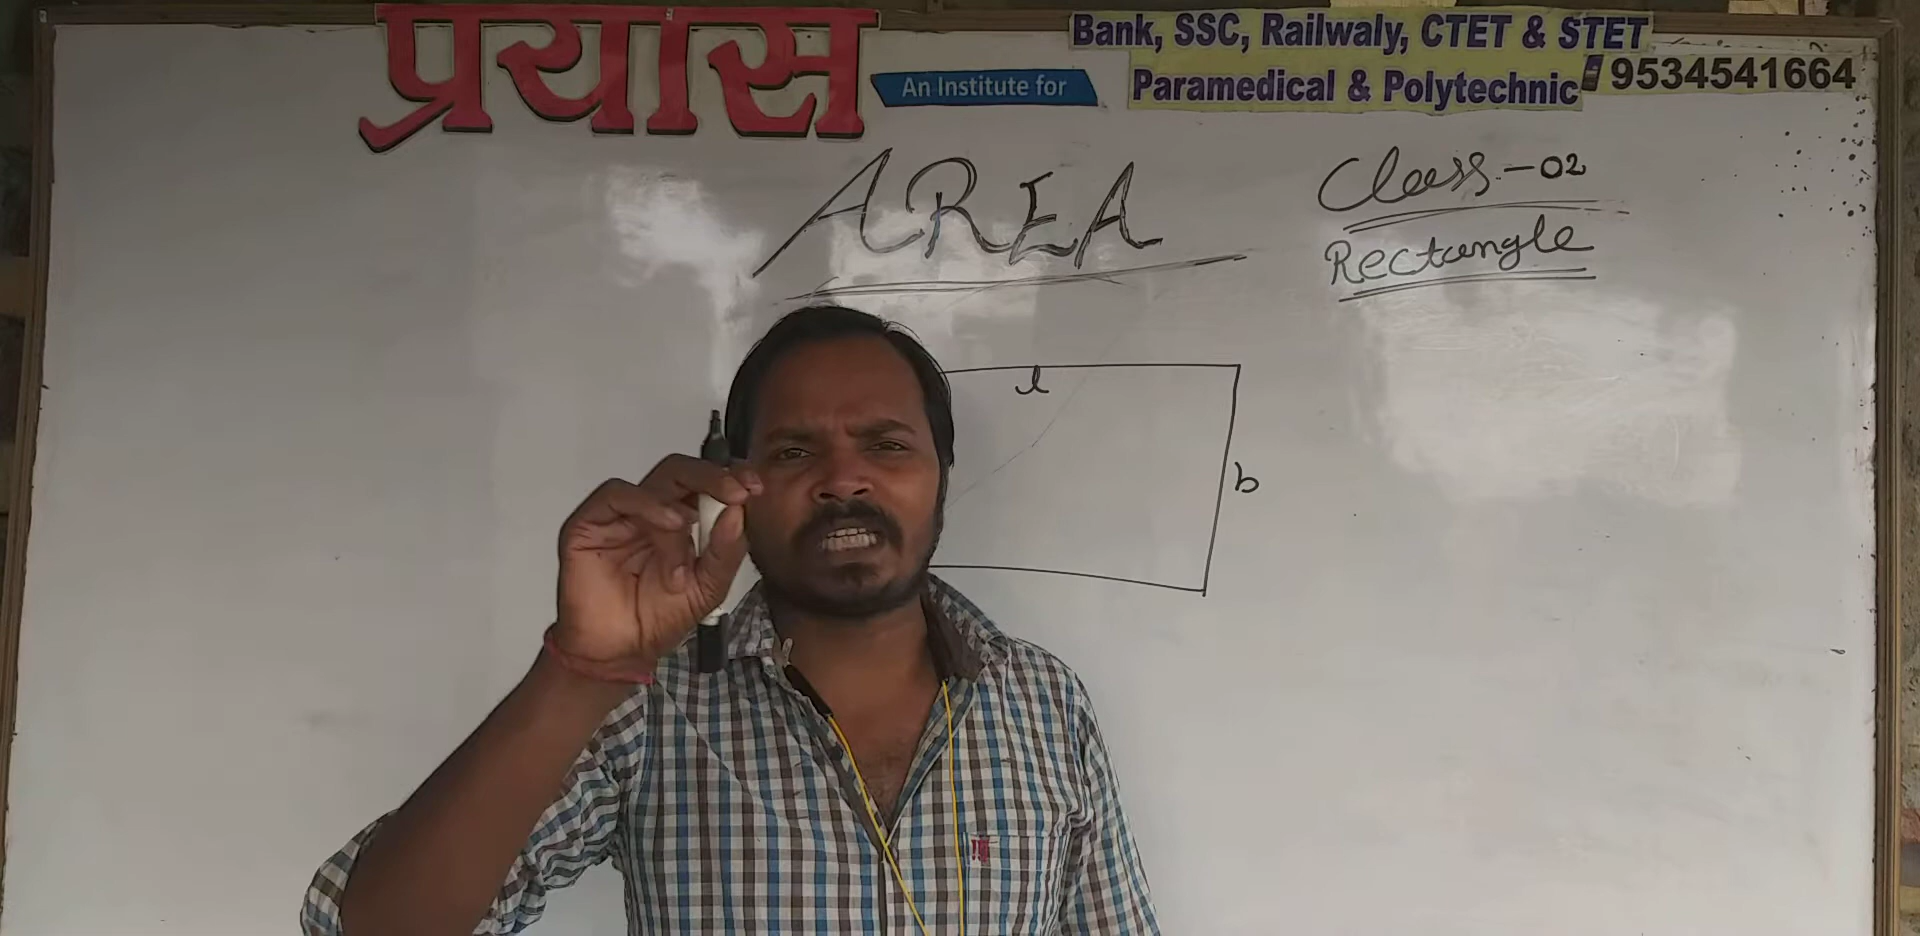 प्रयास
An Institute for
Bank, SSC, Railwaly, CTET & STET
Paramedical & Polytechnic
9534541664
AREA
Class-02
Rectangle
l
b